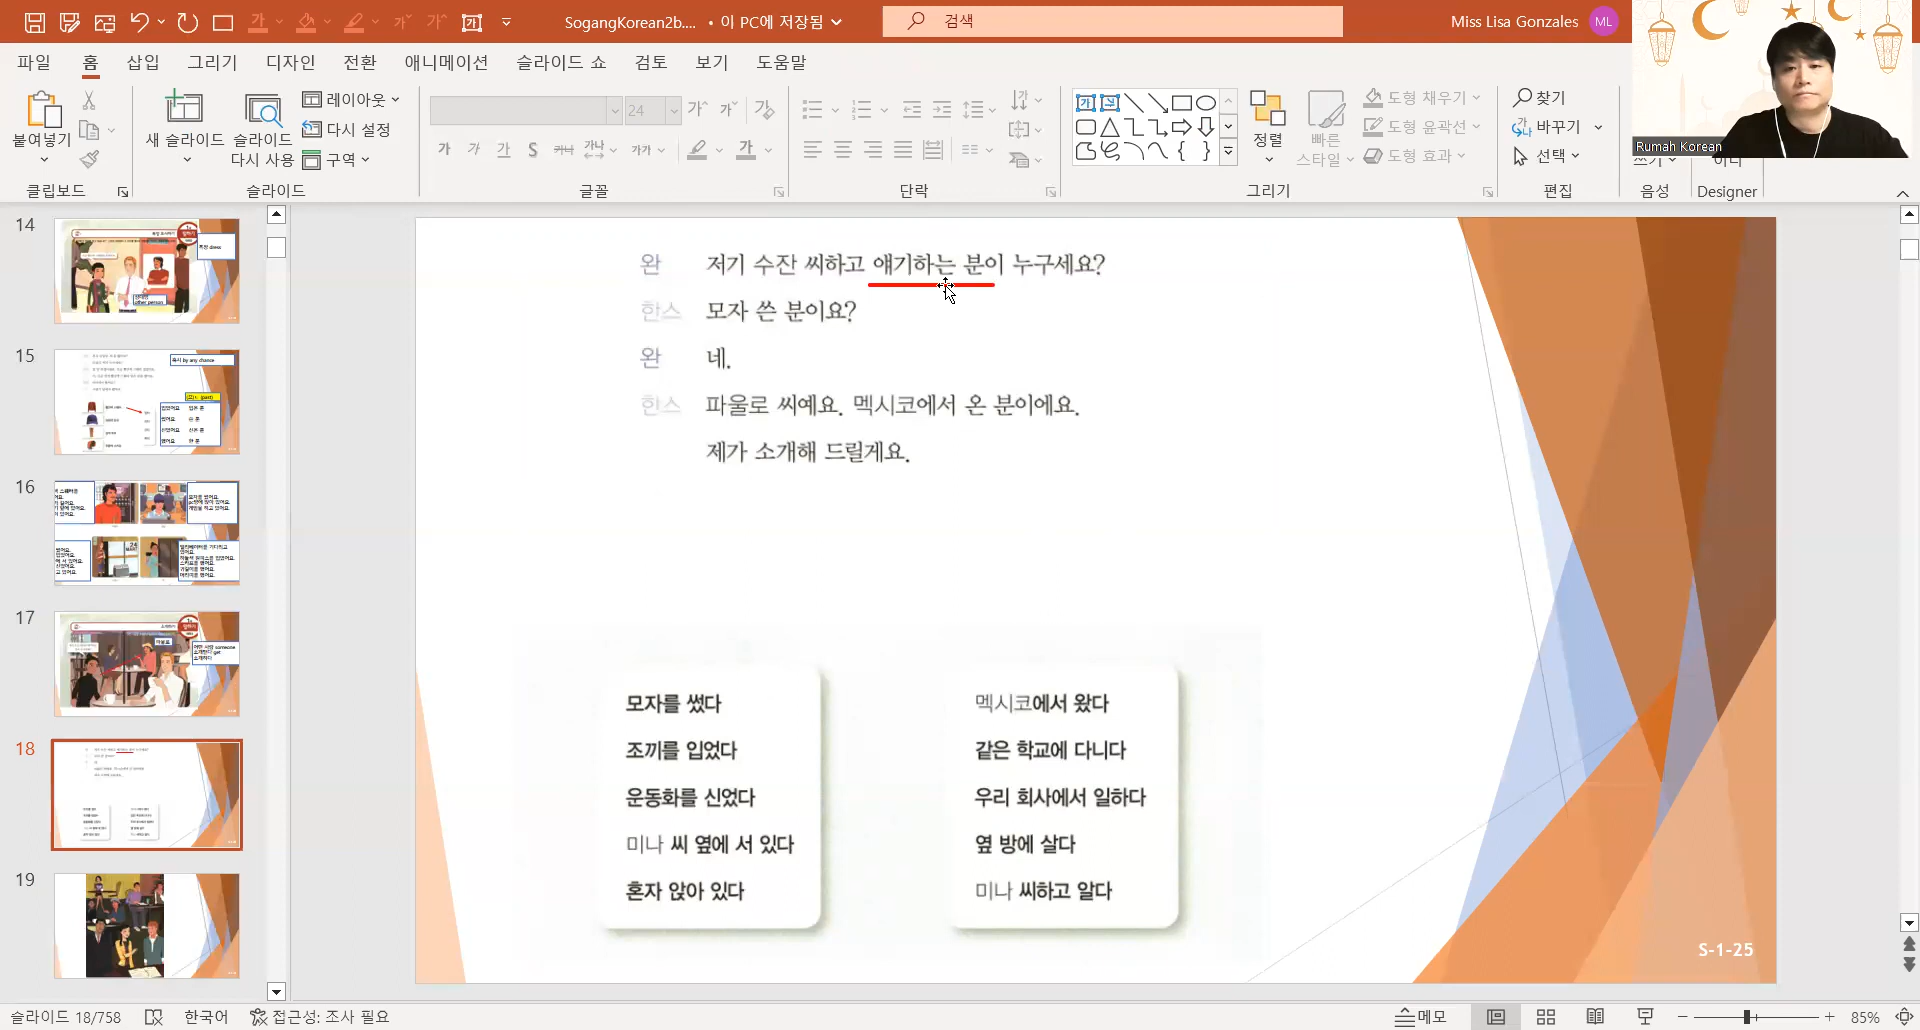 SogangKorean2b.... • 이 PC에 저장됨
검색
Miss Lisa Gonzales ML
파일 홈 삽입 그리기 디자인 전환 애니메이션 슬라이드 쇼 검토 보기 도움말
붙여넣기
새 슬라이드
슬라이드 다시 사용
레이아웃
다시 설정
구역
24
정렬
빠른 스타일
도형 채우기
도형 윤곽선
도형 효과
찾기
바꾸기
선택
Rumah Korean
클립보드 슬라이드 글꼴 단락 그리기 편집 음성 Designer
14
15
16
17
18
19
완 저기 수잔 씨하고 얘기하는 분이 누구세요?
한스 모자 쓴 분이요?
완 네.
한스 파울로 씨예요. 멕시코에서 온 분이에요.
제가 소개해 드릴게요.
모자를 썼다
조끼를 입었다
운동화를 신었다
미나 씨 옆에 서 있다
혼자 앉아 있다
멕시코에서 왔다
같은 학교에 다니다
우리 회사에서 일하다
옆 방에 살다
미나 씨하고 알다
S-1-25
슬라이드 18/758 한국어 접근성: 조사 필요 메모 85%